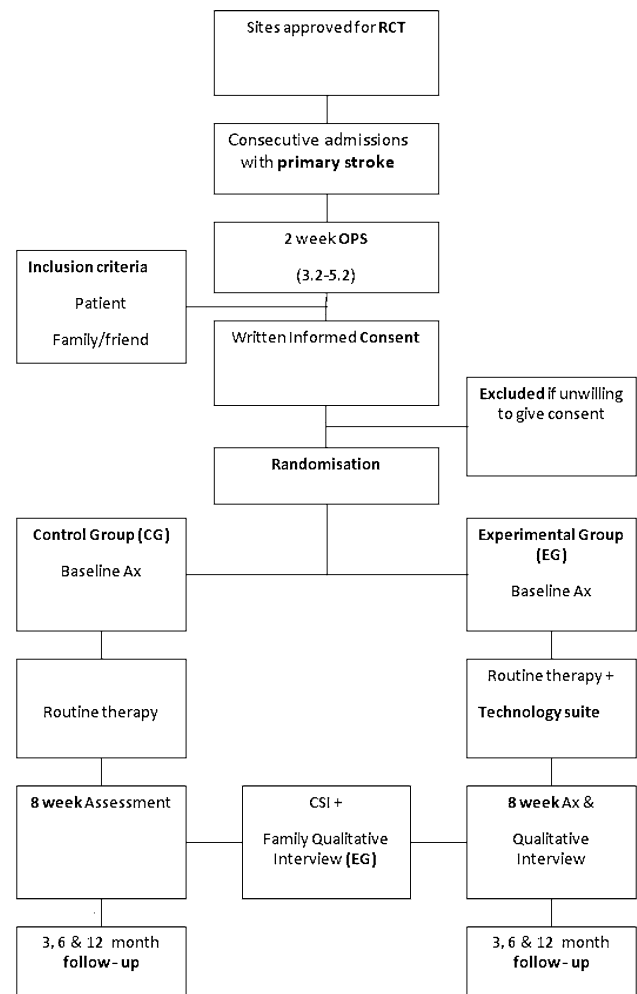 Sites approved for RCT
Consecutive admissions
with primary stroke
2 week OPS
(3.2-5.2)
Inclusion criteria
Patient
Family/friend
Written Informed Consent
Excluded if unwilling
to give consent
Randomisation
Control Group (CG)
Baseline Ax
Experimental Group
(EG)
Baseline Ax
Routine therapy
Routine therapy +
Technology suite
8 week Assessment
CSI +
Family Qualitative
Interview (EG)
8 week Ax &
Qualitative
Interview
3, 6 & 12 month
follow-up
3, 6 & 12 month
follow-up